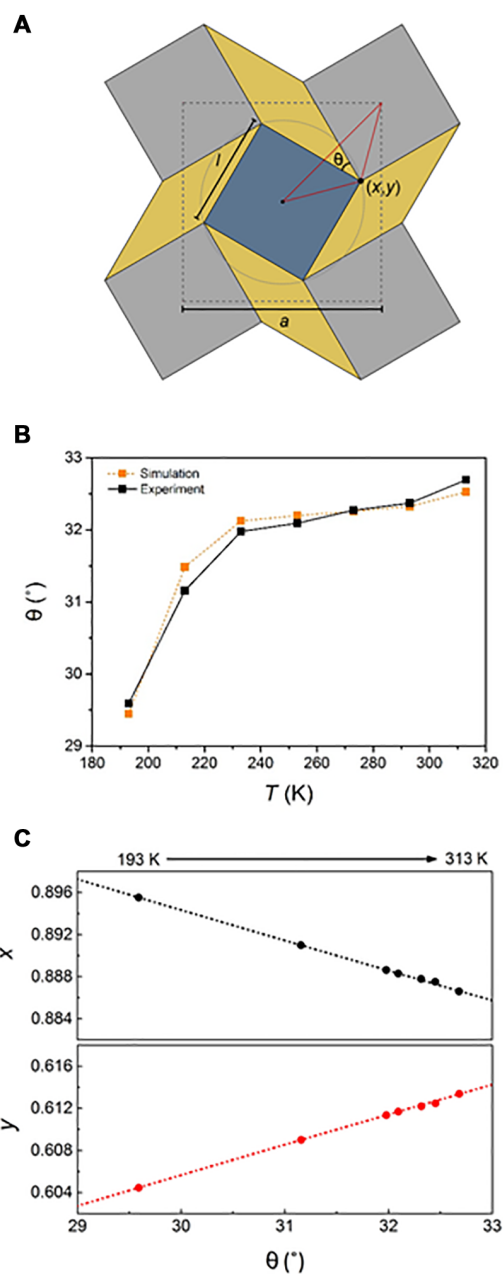 A
l
θ
(x,y)
a
B
33
32
31
30
29
Simulation
Experiment
θ (°)
180 200 220 240 260 280 300 320
T (K)
C
193 K 313 K
0.896
0.892
0.888
0.884
x
0.616
0.612
0.608
0.604
y
29 30 31 32 33
θ (°)